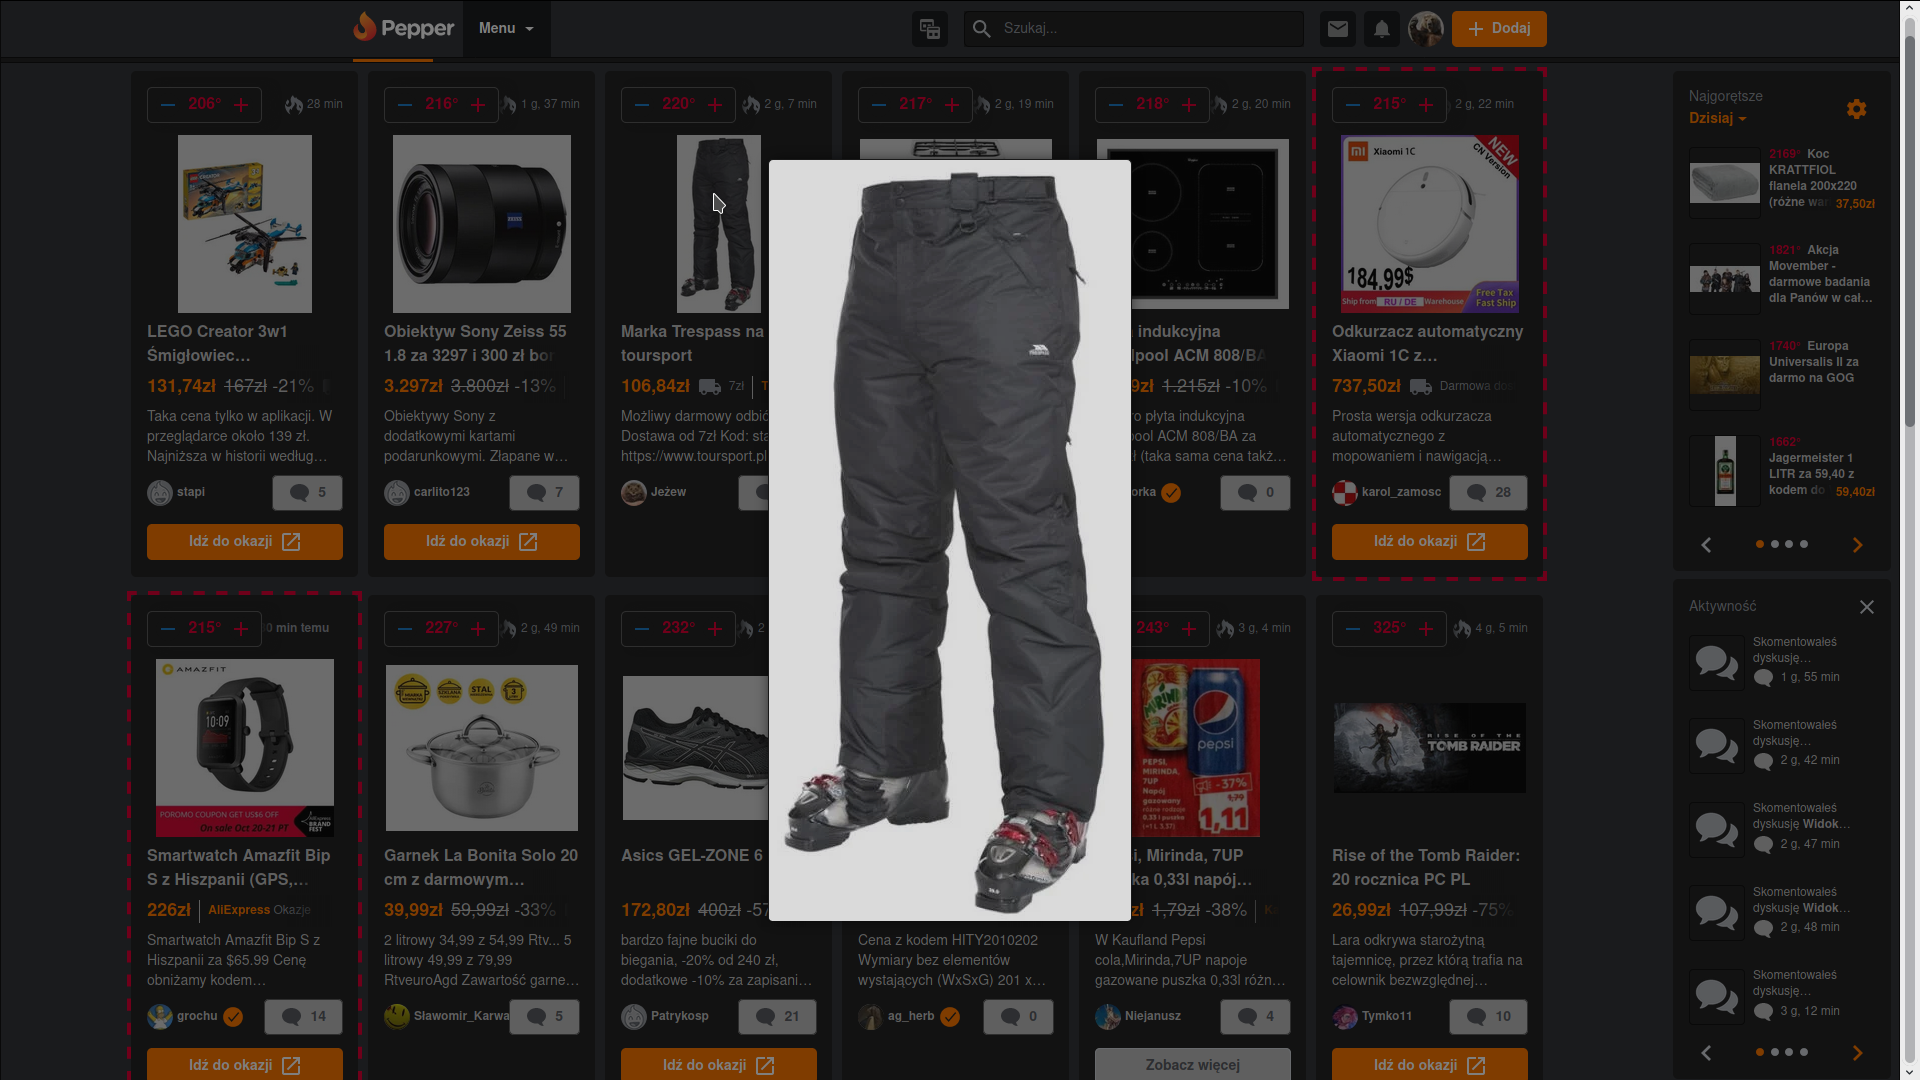 Pepper
Menu
Szukaj...
Dodaj
206°
28 min
LEGO Creator 3w1
Śmigłowiec...
131,74zł 167zł -21%
Taka cena tylko w aplikacji. W
przeglądarce około 139 zł.
Najniższa w historii według...
stapi
5
Idź do okazji
216°
1 g, 37 min
ZEISS
Obiektyw Sony Zeiss 55
1.8 za 3297 i 300 zł bon
3.297zł 3.800zł -13%
Obiektywy Sony z
dodatkowymi kartami
podarunkowymi. Złapane w...
carlito123
7
Idź do okazji
220°
2 g, 7 min
Marka Trespass na
toursport
106,84zł 7zł
Możliwy darmowy odbió
Dostawa od 7zł Kod: sta
https://www.toursport.pl
Jeżew
217°
2 g, 19 min
TRESPASS
218°
2 g, 20 min
indukcyjna
lpool ACM 808/BA
9zł 1.215zł -10%
ro płyta indukcyjna
pool ACM 808/BA za
ł (taka sama cena takż...
orka
0
215°
2 g, 22 min
Xiaomi 1C
NEW
CN Version
184.99$
Ship from RU / DE Warehouse
Free Tax
Fast Ship
Odkurzacz automatyczny
Xiaomi 1C z...
737,50zł Darmowa do
Prosta wersja odkurzacza
automatycznego z
mopowaniem i nawigacją...
karol_zamosc
28
Idź do okazji
Najgorętsze
Dzisiaj
2169° Koc
KRATTFIOL
flanela 200x220
(różne war 37,50zł
1821° Akcja
Movember -
darmowe badania
dla Panów w cał...
1740° Europa
Universalis II za
darmo na GOG
1662°
Jagermeister 1
LITR za 59,40 z
kodem do 59,40zł
215°
0 min temu
AMAZFIT
10:09
POROMO COUPON GET US$6 OFF
On sale Oct 20-21 PT
AliExpress
BRAND
FEST
Smartwatch Amazfit Bip
S z Hiszpanii (GPS,...
226zł AliExpress Okazje
Smartwatch Amazfit Bip S z
Hiszpanii za $65.99 Cenę
obniżamy kodem...
grochu
14
Idź do okazji
227°
2 g, 49 min
STAL
3
Garnek La Bonita Solo 20
cm z darmowym...
39,99zł 59,99zł -33%
2 litrowy 34,99 z 54,99 Rtv... 5
litrowy 49,99 z 79,99
RtveuroAgd Zawartość garne...
Sławomir_Karwa
5
232°
2
Asics GEL-ZONE 6
172,80zł 400zł -57
bardzo fajne buciki do
biegania, -20% od 240 zł,
dodatkowe -10% za zapisani...
Patrykosp
21
Idź do okazji
Cena z kodem HITY2010202
Wymiary bez elementów
wystających (WxSxG) 201 x...
ag_herb
0
243°
3 g, 4 min
MIRINDA
pepsi
PEPSI,
MIRINDA,
7UP
Napój
gazowany
-37%
1,79
1,11
i, Mirinda, 7UP
ka 0,33l napój...
zł 1,79zł -38%
W Kaufland Pepsi
cola,Mirinda,7UP napoje
gazowane puszka 0,33l różn...
Niejanusz
4
Zobacz więcej
325°
4 g, 5 min
RISE OF THE
TOMB RAIDER
Rise of the Tomb Raider:
20 rocznica PC PL
26,99zł 107,99zł -75%
Lara odkrywa starożytną
tajemnicę, przez którą trafia na
celownik bezwzględnej...
Tymko11
10
Idź do okazji
Aktywność
Skomentowałeś
dyskusję...
1 g, 55 min
Skomentowałeś
dyskusję...
2 g, 42 min
Skomentowałeś
dyskusję Widok...
2 g, 47 min
Skomentowałeś
dyskusję Widok...
2 g, 48 min
Skomentowałeś
dyskusję...
3 g, 12 min